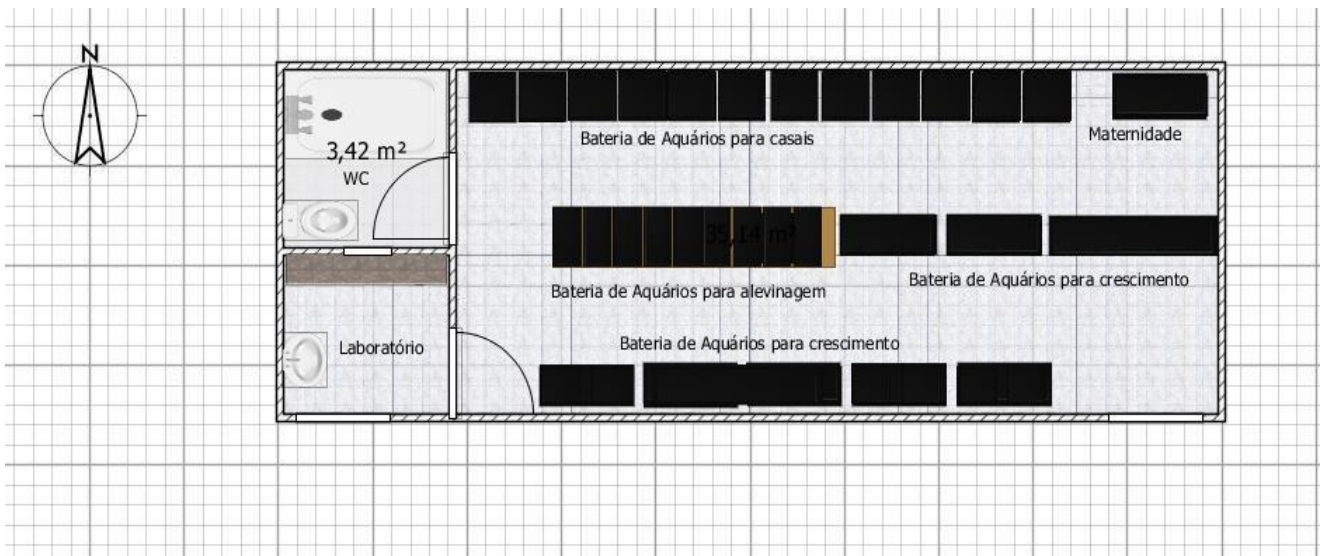 N
3,42 m²
WC
Bateria de Aquários para casais
Maternidade
35,14 m²
Bateria de Aquários para alevinagem
Bateria de Aquários para crescimento
Bateria de Aquários para crescimento
Laboratório